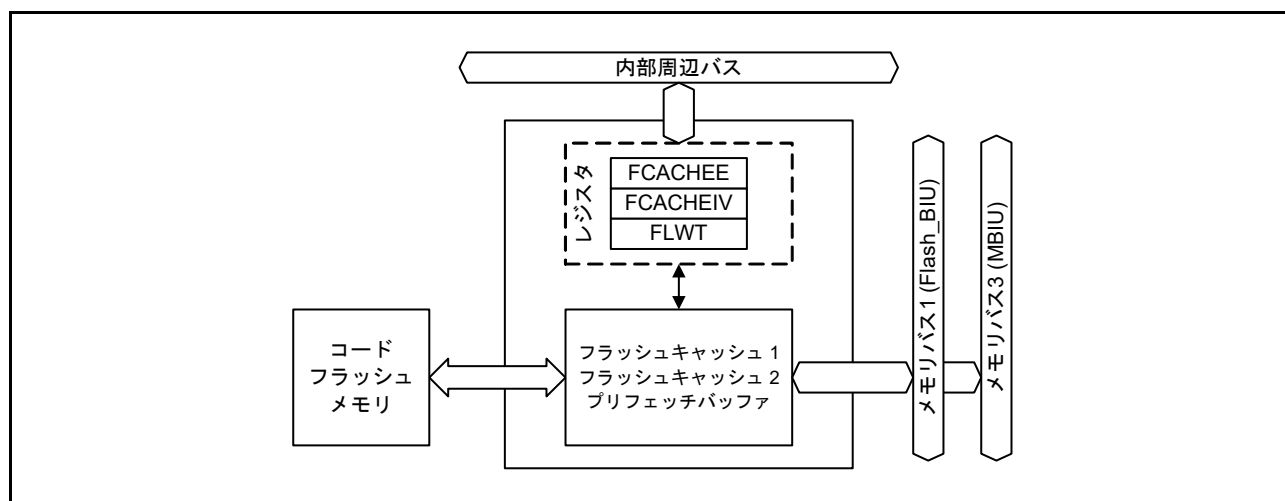 内部周辺バス
レジスタ
FCACHEE
FCACHEIV
FLWT
コード
フラッシュ
メモリ
フラッシュキャッシュ 1
フラッシュキャッシュ 2
プリフェッチバッファ
メモリバス1 (Flash_BIU)
メモリバス3 (MBIU)